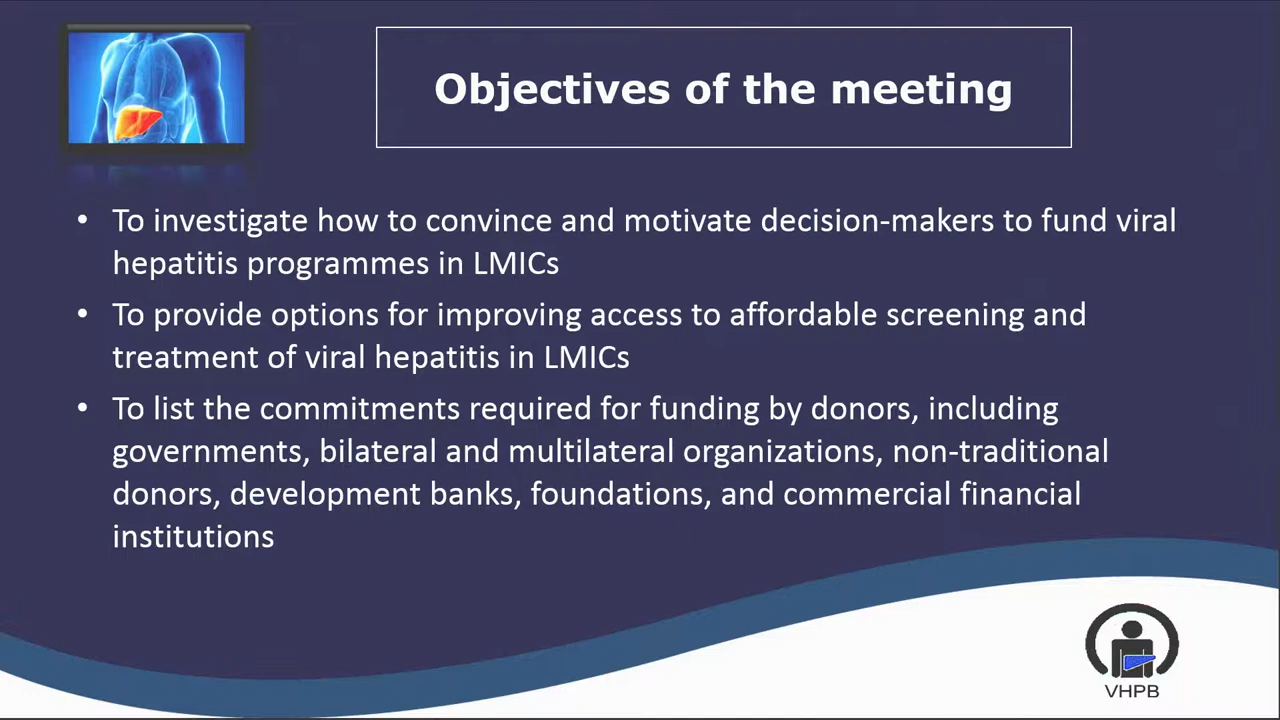 Objectives of the meeting
• To investigate how to convince and motivate decision-makers to fund viral
hepatitis programmes in LMICs
• To provide options for improving access to affordable screening and
treatment of viral hepatitis in LMICs
• To list the commitments required for funding by donors, including
governments, bilateral and multilateral organizations, non-traditional
donors, development banks, foundations, and commercial financial
institutions
VHPB